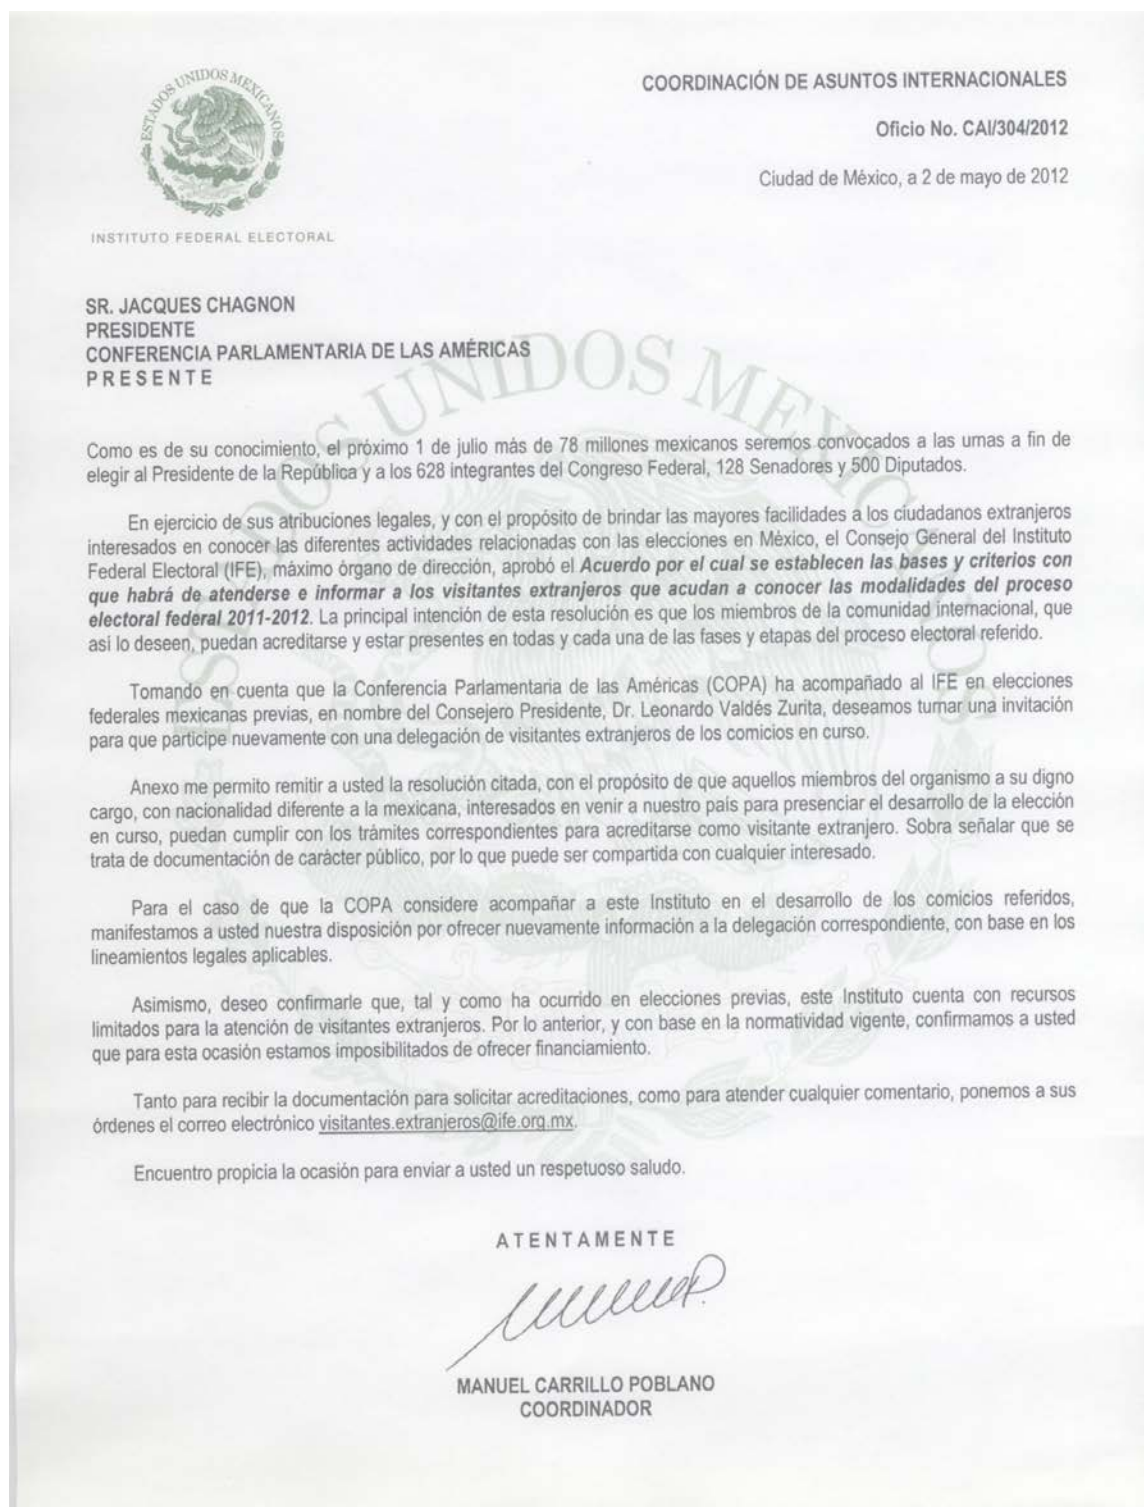 ESTADOS UNIDOS MEXICANOS
INSTITUTO FEDERAL ELECTORAL
COORDINACIÓN DE ASUNTOS INTERNACIONALES
Oficio No. CAI/304/2012
Ciudad de México, a 2 de mayo de 2012
SR. JACQUES CHAGNON
PRESIDENTE
CONFERENCIA PARLAMENTARIA DE LAS AMÉRICAS
P R E S E N T E
Como es de su conocimiento, el próximo 1 de julio más de 78 millones mexicanos seremos convocados a las urnas a fin de
elegir al Presidente de la República y a los 628 integrantes del Congreso Federal, 128 Senadores y 500 Diputados.
En ejercicio de sus atribuciones legales, y con el propósito de brindar las mayores facilidades a los ciudadanos extranjeros
interesados en conocer las diferentes actividades relacionadas con las elecciones en México, el Consejo General del Instituto
Federal Electoral (IFE), máximo órgano de dirección, aprobó el Acuerdo por el cual se establecen las bases y criterios con
que habrá de atenderse e informar a los visitantes extranjeros que acudan a conocer las modalidades del proceso
electoral federal 2011-2012. La principal intención de esta resolución es que los miembros de la comunidad internacional, que
así lo deseen, puedan acreditarse y estar presentes en todas y cada una de las fases y etapas del proceso electoral referido.
Tomando en cuenta que la Conferencia Parlamentaria de las Américas (COPA) ha acompañado al IFE en elecciones
federales mexicanas previas, en nombre del Consejero Presidente, Dr. Leonardo Valdés Zurita, deseamos turnar una invitación
para que participe nuevamente con una delegación de visitantes extranjeros de los comicios en curso.
Anexo me permito remitir a usted la resolución citada, con el propósito de que aquellos miembros del organismo a su digno
cargo, con nacionalidad diferente a la mexicana, interesados en venir a nuestro país para presenciar el desarrollo de la elección
en curso, puedan cumplir con los trámites correspondientes para acreditarse como visitante extranjero. Sobra señalar que se
trata de documentación de carácter público, por lo que puede ser compartida con cualquier interesado.
Para el caso de que la COPA considere acompañar a este Instituto en el desarrollo de los comicios referidos,
manifestamos a usted nuestra disposición por ofrecer nuevamente información a la delegación correspondiente, con base en los
lineamientos legales aplicables.
Asimismo, deseo confirmarle que, tal y como ha ocurrido en elecciones previas, este Instituto cuenta con recursos
limitados para la atención de visitantes extranjeros. Por lo anterior, y con base en la normatividad vigente, confirmamos a usted
que para esta ocasión estamos imposibilitados de ofrecer financiamiento.
Tanto para recibir la documentación para solicitar acreditaciones, como para atender cualquier comentario, ponemos a sus
órdenes el correo electrónico visitantes.extranjeros@ife.org.mx.
Encuentro propicia la ocasión para enviar a usted un respetuoso saludo.
A T E N T A M E N T E
MANUEL CARRILLO POBLANO
COORDINADOR